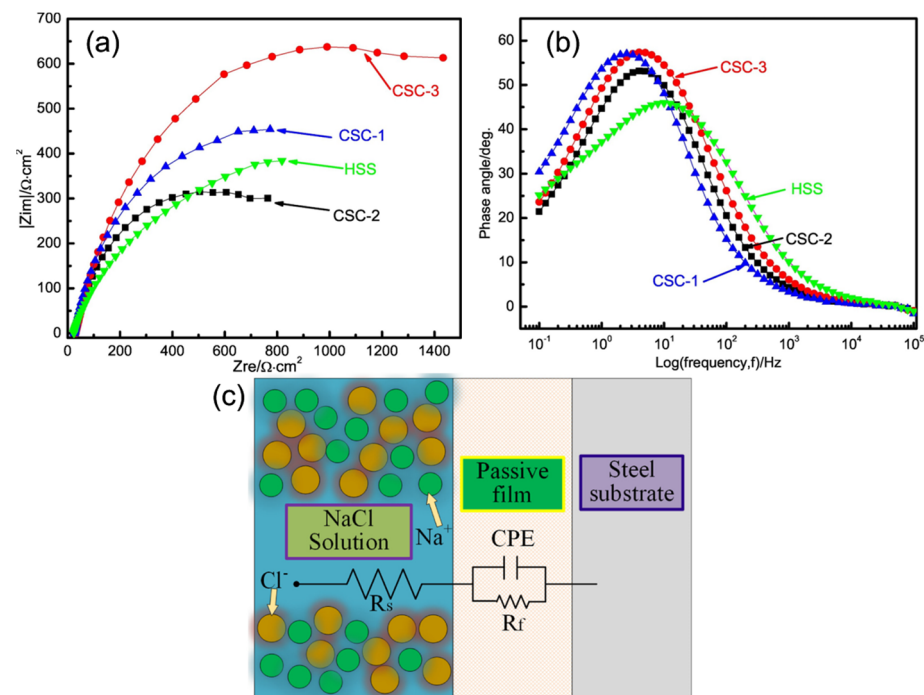 (a)
|Zim|/Ω·cm²
700
600
500
400
300
200
100
0
0 200 400 600 800 1000 1200 1400
Zre/Ω·cm²
CSC-3
CSC-1
HSS
CSC-2
(b)
Phase angle/deg.
60
50
40
30
20
10
0
10⁻¹ 10⁰ 10¹ 10² 10³ 10⁴ 10⁵
Log(frequency,f)/Hz
CSC-3
HSS
CSC-2
CSC-1
(c)
NaCl
Solution
Na⁺
Cl⁻
Rs
Passive
film
CPE
Rf
Steel
substrate